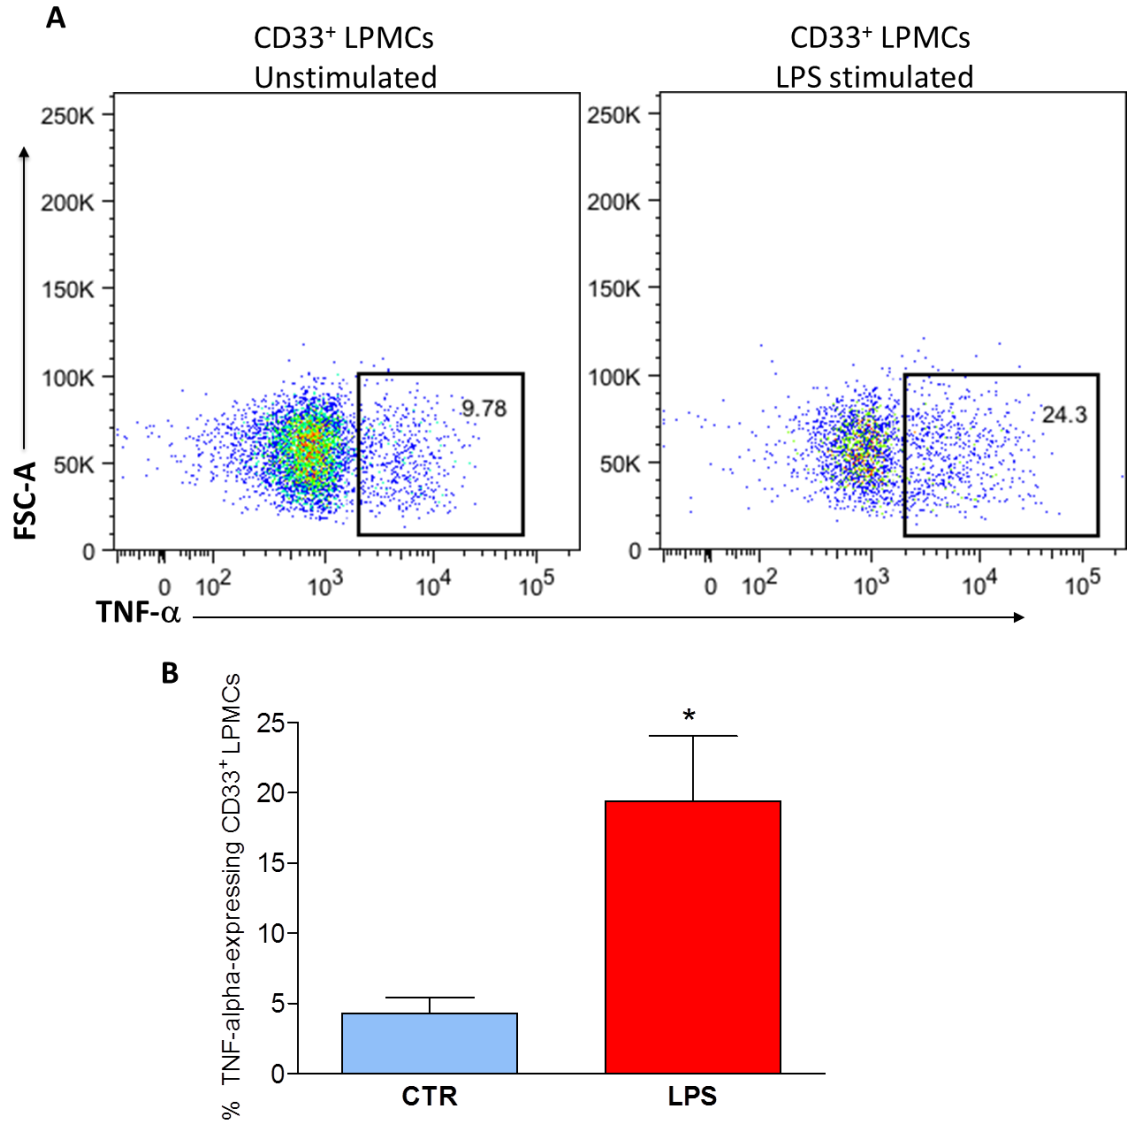 A
CD33⁺ LPMCs
Unstimulated
CD33⁺ LPMCs
LPS stimulated
FSC-A
250K
200K
150K
100K
50K
0
9.78
0 10² 10³ 10⁴ 10⁵
250K
200K
150K
100K
50K
0
24.3
0 10² 10³ 10⁴ 10⁵
TNF-α
B
% TNF-alpha-expressing CD33⁺ LPMCs
25
20
15
10
5
0
*
CTR LPS